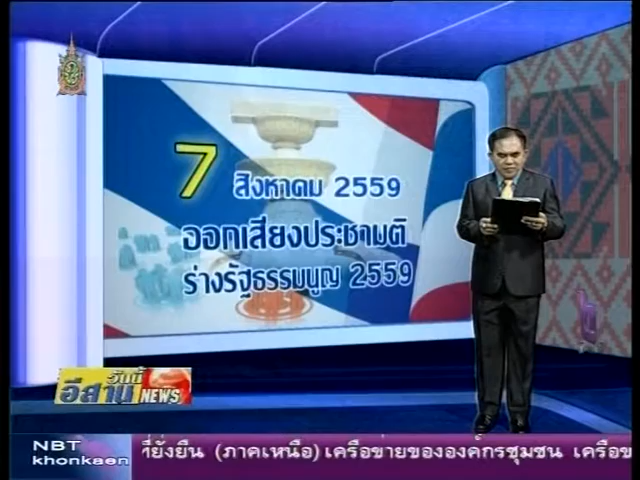 7
สิงหาคม 2559
ออกเสียงประชามติ
ร่างรัฐธรรมนูญ 2559
อีสาน วันนี้
NEWS
NBT
khonkaen
ที่ยั่งยืน (ภาคเหนือ) เครือข่ายขององค์กรชุมชน เครือข